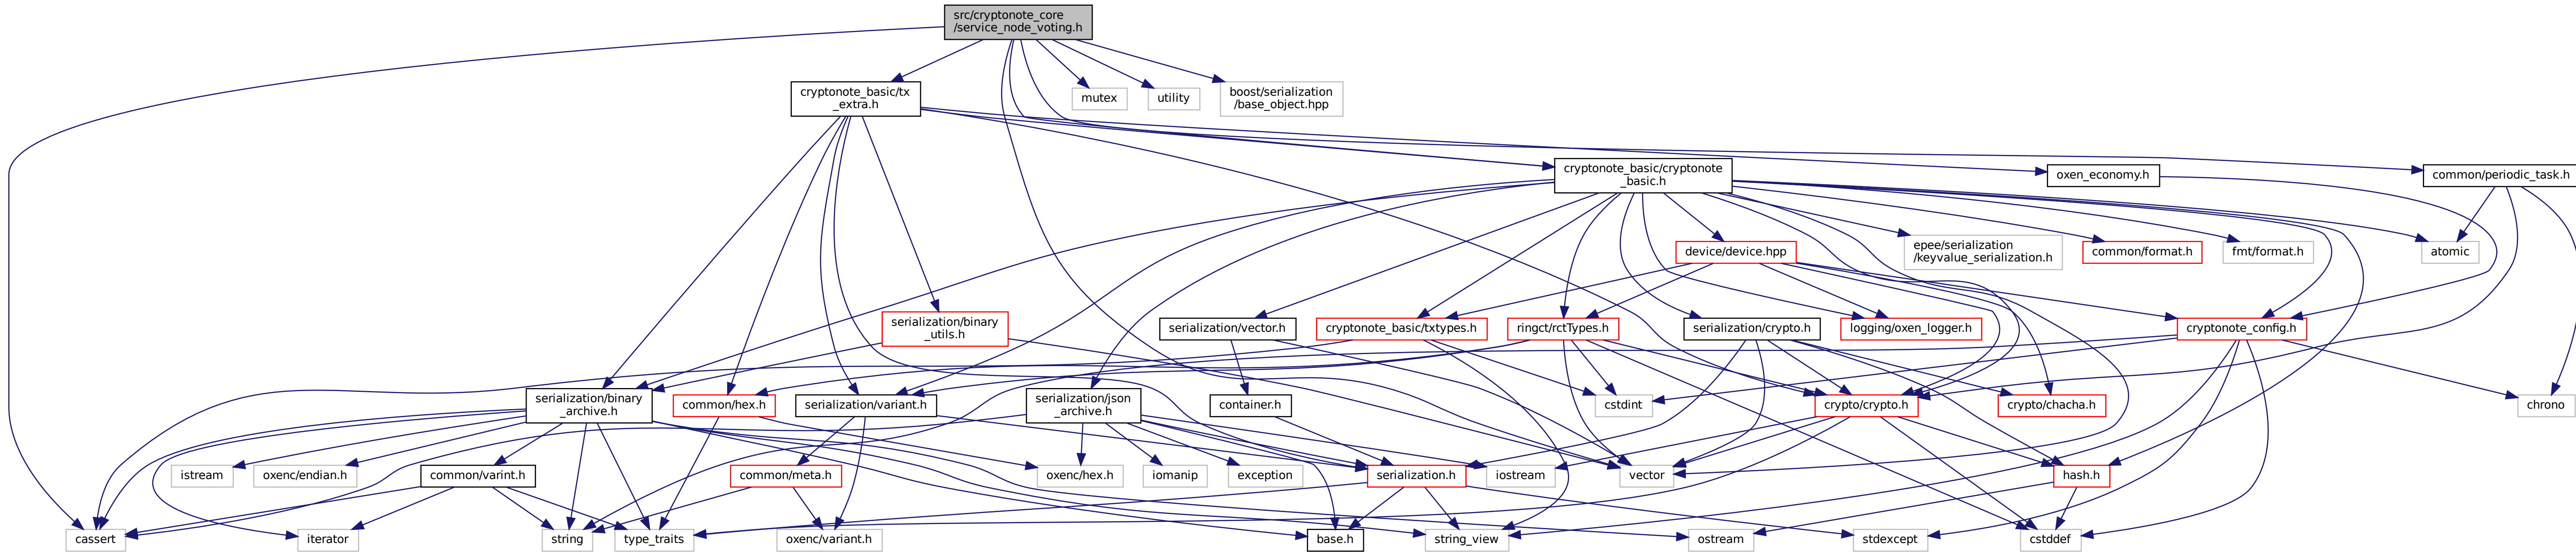 src/cryptonote_core
/service_node_voting.h
cryptonote_basic/tx
_extra.h
mutex
utility
boost/serialization
/base_object.hpp
cryptonote_basic/cryptonote
_basic.h
oxen_economy.h
common/periodic_task.h
device/device.hpp
epee/serialization
/keyvalue_serialization.h
common/format.h
fmt/format.h
atomic
serialization/binary
_utils.h
serialization/vector.h
cryptonote_basic/txtypes.h
ringct/rctTypes.h
serialization/crypto.h
logging/oxen_logger.h
cryptonote_config.h
serialization/binary
_archive.h
common/hex.h
serialization/variant.h
serialization/json
_archive.h
container.h
cstdint
crypto/crypto.h
crypto/chacha.h
chrono
istream
oxenc/endian.h
common/varint.h
common/meta.h
oxenc/hex.h
iomanip
exception
serialization.h
iostream
vector
hash.h
cassert
iterator
string
type_traits
oxenc/variant.h
base.h
string_view
ostream
stdexcept
cstddef